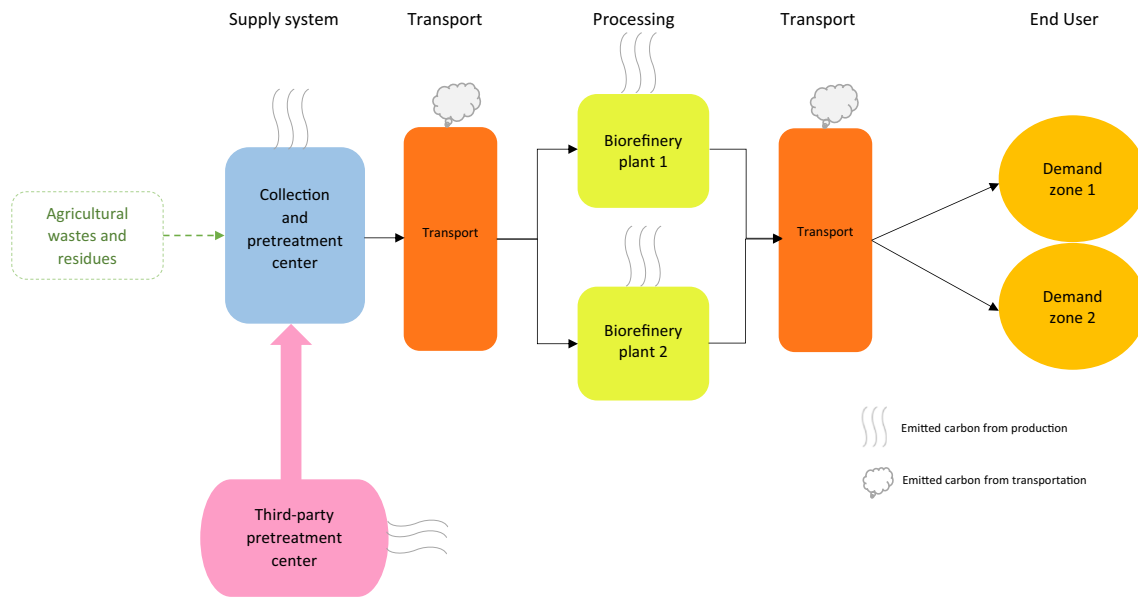 Supply system
Transport
Processing
Transport
End User
Agricultural
wastes and
residues
Collection
and
pretreatment
center
Transport
Biorefinery
plant 1
Biorefinery
plant 2
Transport
Demand
zone 1
Demand
zone 2
Emitted carbon from production
Emitted carbon from transportation
Third-party
pretreatment
center